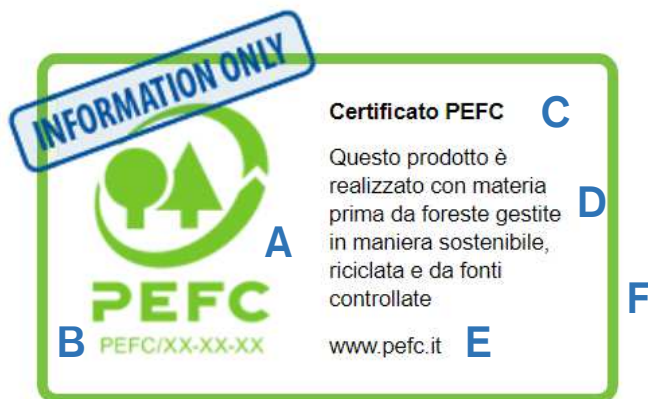 INFORMATION ONLY
Certificato PEFC C
Questo prodotto è
realizzato con materia
prima da foreste gestite D
in maniera sostenibile,
A
riciclata e da fonti
controllate
F
PEFC
B PEFC/XX-XX-XX
www.pefc.it E